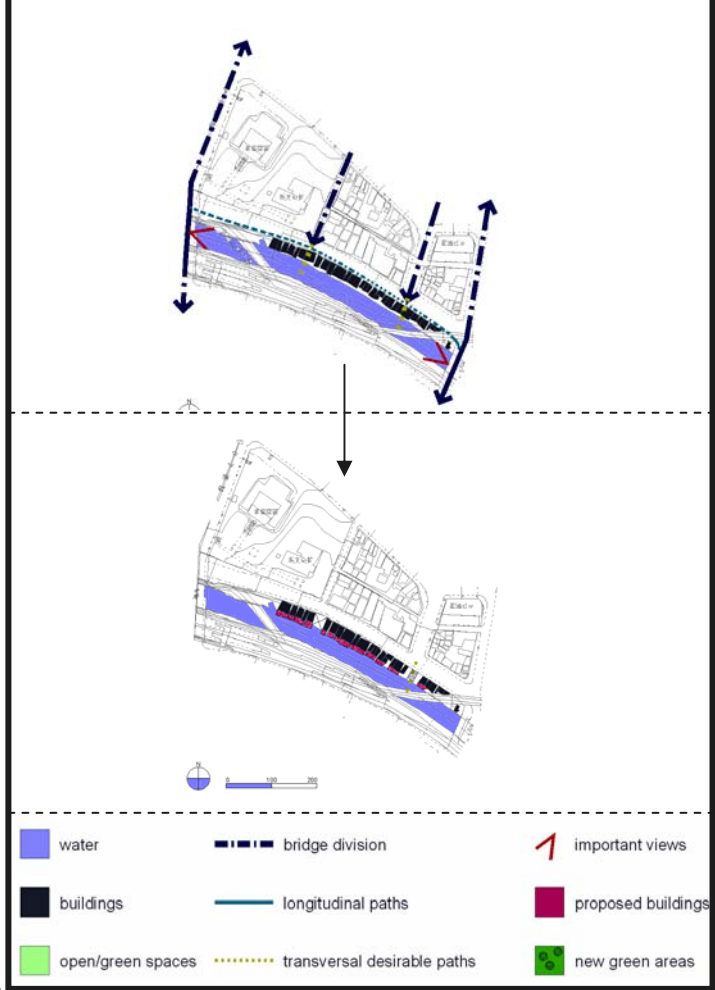 N
N
0 100 200
water bridge division important views
buildings longitudinal paths proposed buildings
open/green spaces transversal desirable paths new green areas